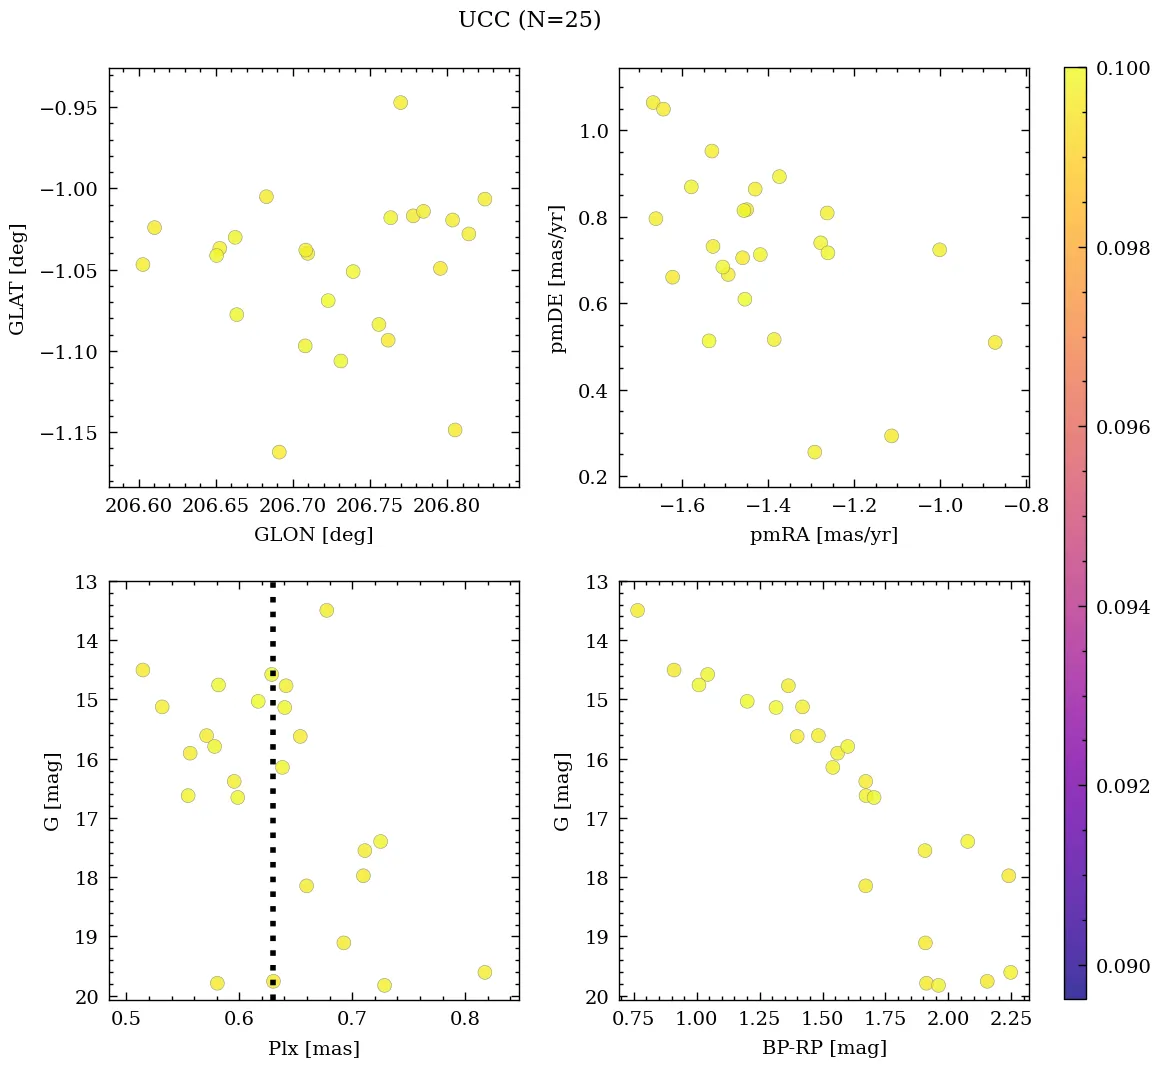 UCC (N=25)
−0.95
−1.00
−1.05
−1.10
−1.15
GLAT [deg]
206.60 206.65 206.70 206.75 206.80
GLON [deg]
1.0
0.8
0.6
0.4
0.2
pmDE [mas/yr]
−1.6 −1.4 −1.2 −1.0 −0.8
pmRA [mas/yr]
13
14
15
16
17
18
19
20
G [mag]
0.5 0.6 0.7 0.8
Plx [mas]
13
14
15
16
17
18
19
20
G [mag]
0.75 1.00 1.25 1.50 1.75 2.00 2.25
BP-RP [mag]
0.100
0.098
0.096
0.094
0.092
0.090